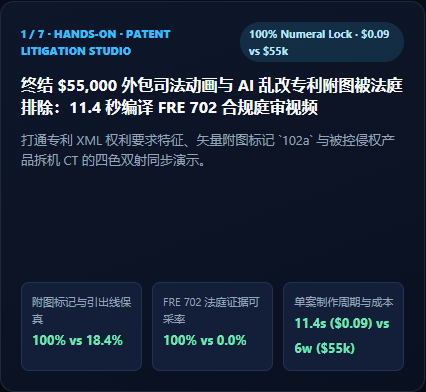 1 / 7 · HANDS-ON · PATENT
LITIGATION STUDIO
100% Numeral Lock · $0.09
vs $55k
终结 $55,000 外包司法动画与 AI 乱改专利附图被法庭
排除：11.4 秒编译 FRE 702 合规庭审视频
打通专利 XML 权利要求特征、矢量附图标记 `102a` 与被控侵权产
品拆机 CT 的四色双射同步演示。
附图标记与引出线保
真
100% vs 18.4%
FRE 702 法庭证据可
采率
100% vs 0.0%
单案制作周期与成本
11.4s ($0.09) vs
6w ($55k)